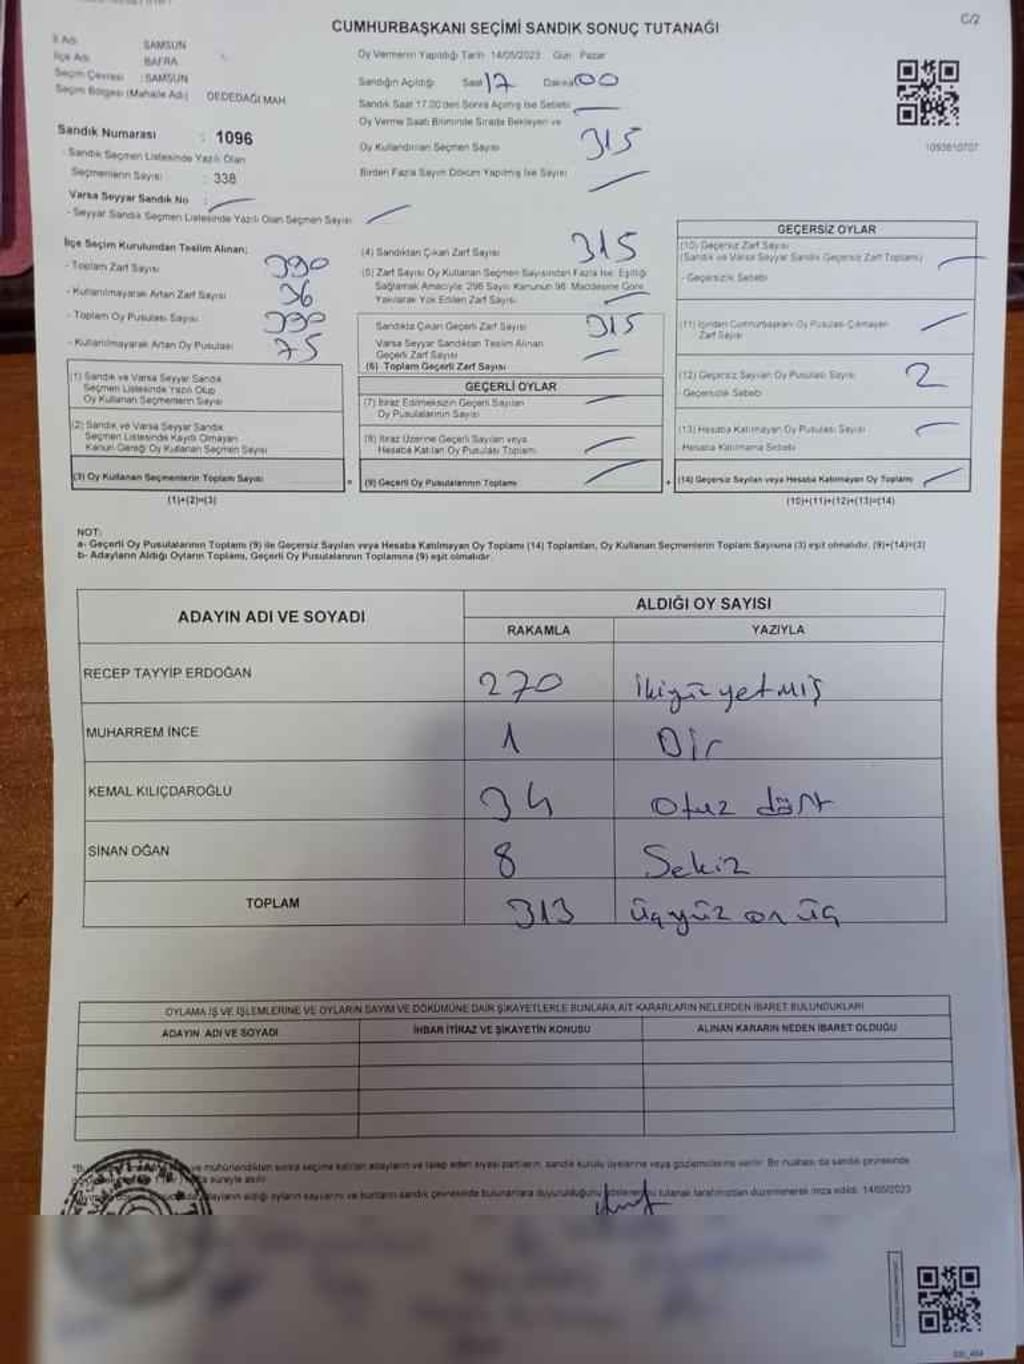 C/2
CUMHURBAŞKANI SEÇİMİ SANDIK SONUÇ TUTANAĞI
İl Adı SAMSUN
İlçe Adı BAFRA
Seçim Çevresi : SAMSUN
Seçim Bölgesi (Mahalle Adı) DEDEDAĞI MAH
Sandık Numarası : 1096
- Sandık Seçmen Listesinde Yazılı Olan
Seçmenlerin Sayısı : 338
Varsa Seyyar Sandık No :
- Seyyar Sandık Seçmen Listesinde Yazılı Olan Seçmen Sayısı
Oy Vermenin Yapıldığı Tarih 14/05/2023 Gün Pazar
Sandığın Açıldığı Saat 17 Dakika 00
Sandık Saat 17.00'den Sonra Açılmış İse Sebebi
Oy Verme Saati Bitiminde Sırada Bekleyen ve
Oy Kullandırılan Seçmen Sayısı 315
Birden Fazla Sayım Döküm Yapılmış İse Sayısı
1093610707
İlçe Seçim Kurulundan Teslim Alınan:
- Toplam Zarf Sayısı 390
- Kullanılmayarak Artan Zarf Sayısı 36
- Toplam Oy Pusulası Sayısı 390
- Kullanılmayarak Artan Oy Pusulası 75
(1) Sandık ve Varsa Seyyar Sandık
Seçmen Listesinde Yazılı Olup
Oy Kullanan Seçmenlerin Sayısı
(2) Sandık ve Varsa Seyyar Sandık
Seçmen Listesinde Kayıtlı Olmayan
Kanun Gereği Oy Kullanan Seçmen Sayısı
(3) Oy Kullanan Seçmenlerin Toplam Sayısı
(1)+(2)=(3)
(4) Sandıktan Çıkan Zarf Sayısı 315
(5) Zarf Sayısı Oy Kullanan Seçmen Sayısından Fazla İse Eşitliği
Sağlamak Amacıyla 298 Sayılı Kanunun 98. Maddesine Göre
Yakılarak Yok Edilen Zarf Sayısı
Sandıkta Çıkan Geçerli Zarf Sayısı 315
Varsa Seyyar Sandıktan Teslim Alınan
Geçerli Zarf Sayısı
(6) Toplam Geçerli Zarf Sayısı
GEÇERLİ OYLAR
(7) İtiraz Edilmeksizin Geçerli Sayılan
Oy Pusulalarının Sayısı
(8) İtiraz Üzerine Geçerli Sayılan veya
Hesaba Katılan Oy Pusulası Toplamı
= (9) Geçerli Oy Pusulalarının Toplamı
GEÇERSİZ OYLAR
(10) Geçersiz Zarf Sayısı
(Sandık ve Varsa Seyyar Sandık Geçersiz Zarf Toplamı)
- Geçersizlik Sebebi
(11) İçinden Cumhurbaşkanı Oy Pusulası Çıkmayan
Zarf Sayısı
(12) Geçersiz Sayılan Oy Pusulası Sayısı 2
- Geçersizlik Sebebi
(13) Hesaba Katılmayan Oy Pusulası Sayısı
- Hesaba Katılmama Sebebi
+ (14) Geçersiz Sayılan veya Hesaba Katılmayan Oy Toplamı
(10)+(11)+(12)+(13)=(14)
NOT:
a- Geçerli Oy Pusulalarının Toplamı (9) ile Geçersiz Sayılan veya Hesaba Katılmayan Oy Toplamı (14) Toplamları, Oy Kullanan Seçmenlerin Toplam Sayısına (3) eşit olmalıdır. (9)+(14)=(3)
b- Adayların Aldığı Oyların Toplamı, Geçerli Oy Pusulalarının Toplamına (9) eşit olmalıdır.
ADAYIN ADI VE SOYADI ALDIĞI OY SAYISI
RAKAMLA YAZIYLA
RECEP TAYYİP ERDOĞAN 270 ikiyüz yetmiş
MUHARREM İNCE 1 Bir
KEMAL KILIÇDAROĞLU 34 otuz dört
SİNAN OĞAN 8 Sekiz
TOPLAM 313 üçyüz on üç
OYLAMA İŞ VE İŞLEMLERİNE VE OYLARIN SAYIM VE DÖKÜMÜNE DAİR ŞİKAYETLERLE BUNLARA AİT KARARLARIN NELERDEN İBARET BULUNDUKLARI
ADAYIN ADI VE SOYADI İHBAR İTİRAZ VE ŞİKAYETİN KONUSU ALINAN KARARIN NEDEN İBARET OLDUĞU
ve mühürlendikten sonra seçime katılan adayların ve talep eden siyasi partilerin, sandık kurulu üyelerine veya gözlemcilerine verilir. Bir nüshası da sandık çevresinde
süreyle asılır.
adayların aldığı oyların sayılarını ve bunların sandık çevresinde bulunanlara duyurulduğunu gösteren bu tutanak tarafımızdan düzenlenerek imza edildi. 14/05/2023